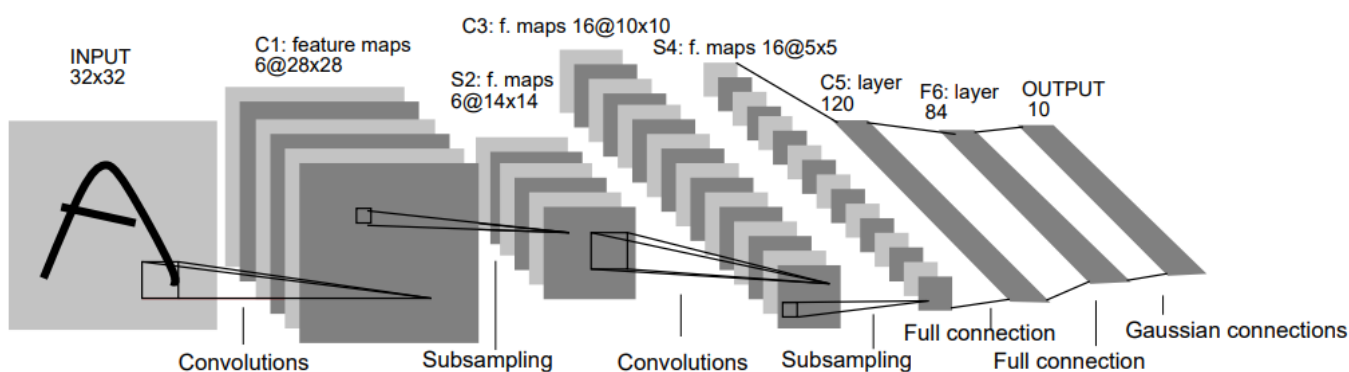 INPUT
32x32
C1: feature maps
6@28x28
S2: f. maps
6@14x14
C3: f. maps 16@10x10
S4: f. maps 16@5x5
C5: layer
120
F6: layer
84
OUTPUT
10
Convolutions
Subsampling
Convolutions
Subsampling
Full connection
Full connection
Gaussian connections